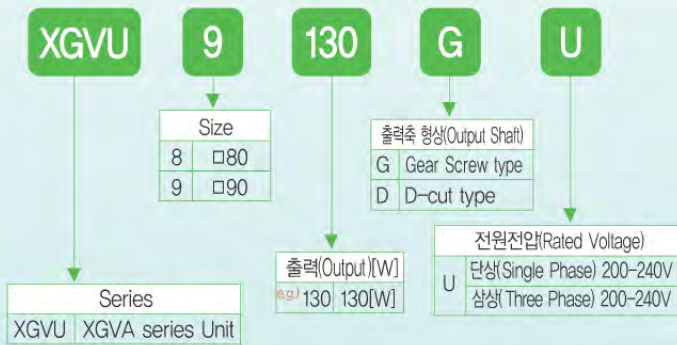 XGVU 9 130 G U
Size
8 □80
9 □90
출력축 형상(Output Shaft)
G Gear Screw type
D D-cut type
출력(Output)[W]
e.g.) 130 130[W]
전원전압(Rated Voltage)
U 단상(Single Phase) 200-240V
삼상(Three Phase) 200-240V
Series
XGVU XGVA series Unit